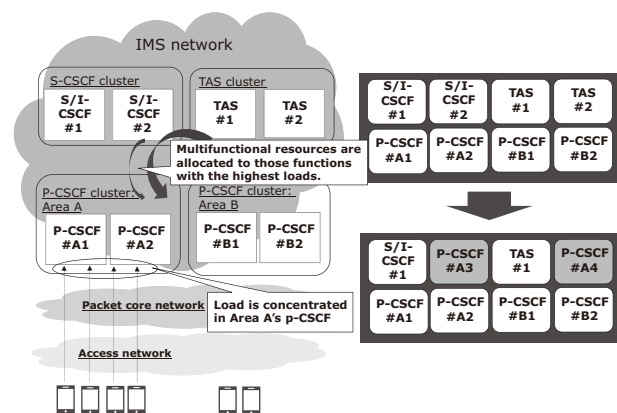 IMS network
S-CSCF cluster
TAS cluster
S/I-
CSCF
#1
S/I-
CSCF
#2
TAS
#1
TAS
#2
Multifunctional resources are
allocated to those functions
with the highest loads.
P-CSCF cluster:
Area A
P-CSCF cluster:
Area B
P-CSCF
#A1
P-CSCF
#A2
P-CSCF
#B1
P-CSCF
#B2
Packet core network
Load is concentrated
in Area A's p-CSCF
Access network
S/I-
CSCF
#1
S/I-
CSCF
#2
TAS
#1
TAS
#2
P-CSCF
#A1
P-CSCF
#A2
P-CSCF
#B1
P-CSCF
#B2
S/I-
CSCF
#1
P-CSCF
#A3
TAS
#1
P-CSCF
#A4
P-CSCF
#A1
P-CSCF
#A2
P-CSCF
#B1
P-CSCF
#B2